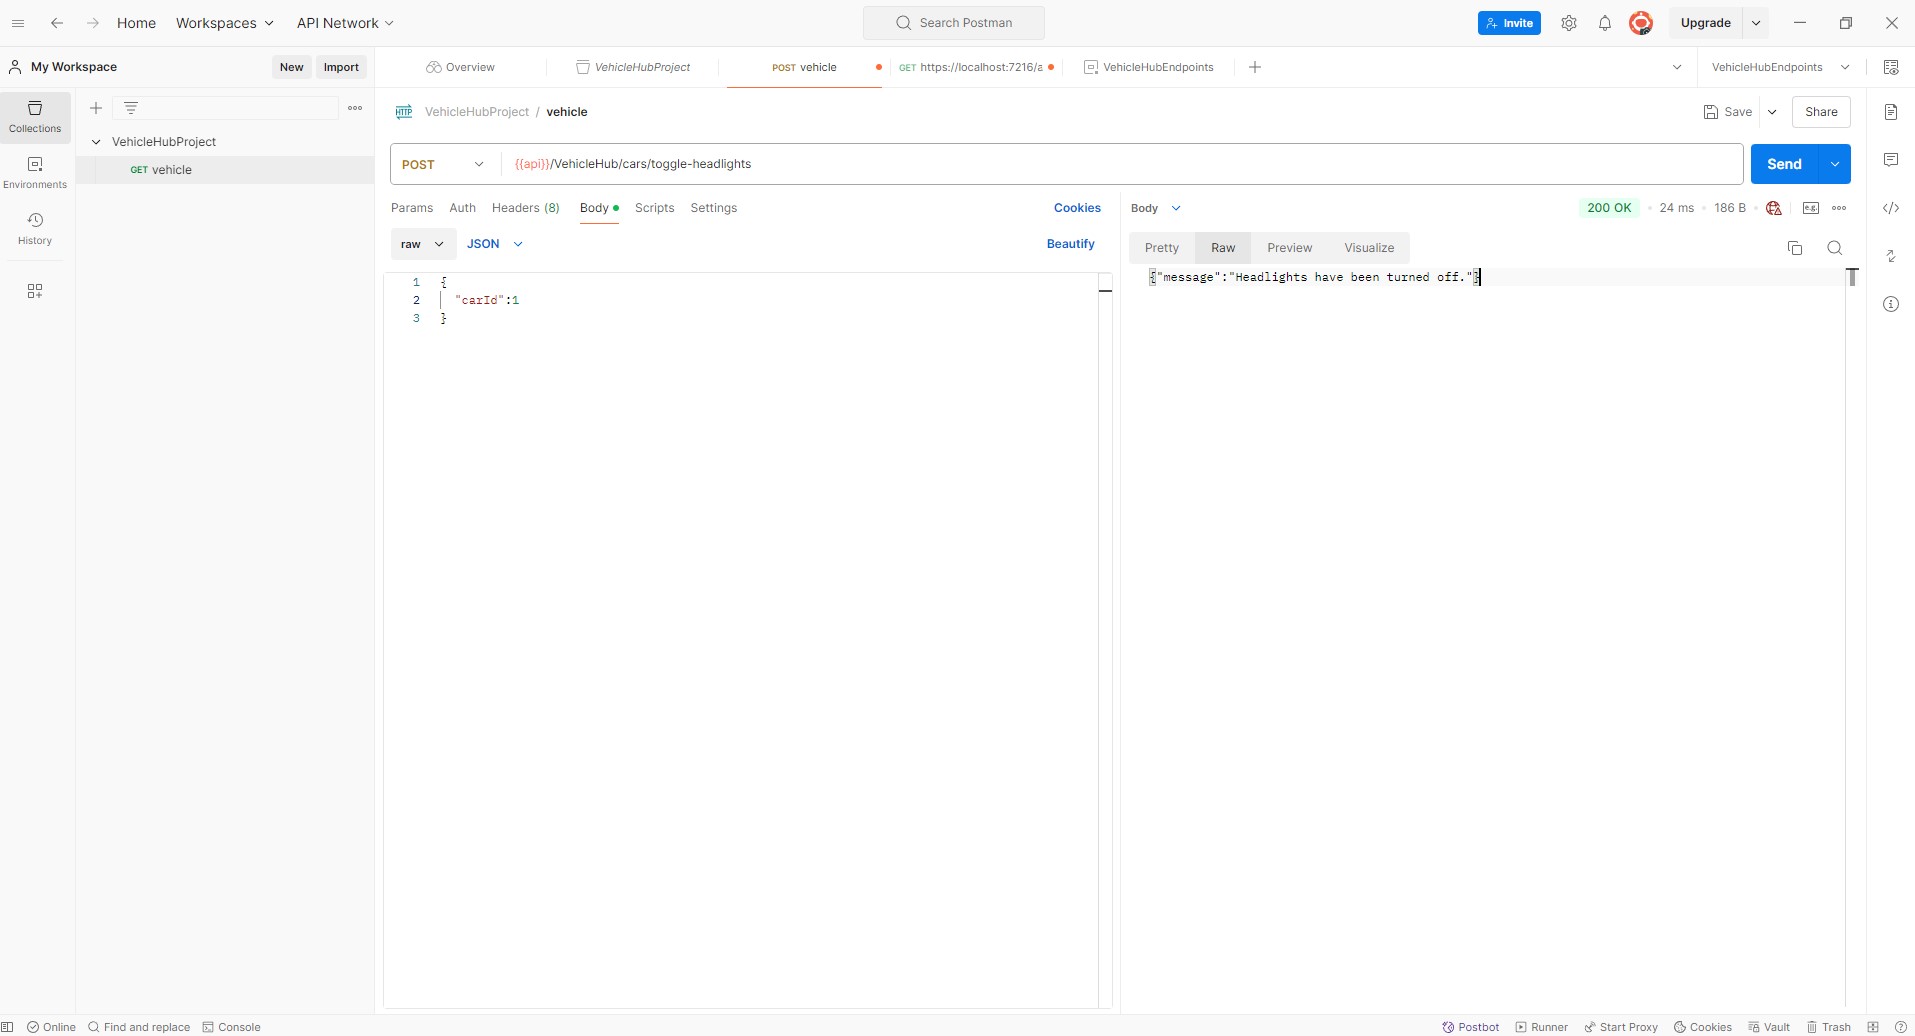 Home Workspaces API Network Search Postman Invite Upgrade
My Workspace New Import Overview VehicleHubProject POST vehicle GET https://localhost:7216/a VehicleHubEndpoints VehicleHubEndpoints
Collections
Environments
History
VehicleHubProject
GET vehicle
HTTP VehicleHubProject / vehicle Save Share
POST {{api}}/VehicleHub/cars/toggle-headlights Send
Params Auth Headers (8) Body Scripts Settings Cookies
raw JSON Beautify
1 {
2 "carId":1
3 }
Body 200 OK 24 ms 186 B e.g.
Pretty Raw Preview Visualize
{"message":"Headlights have been turned off."}
Online Find and replace Console Postbot Runner Start Proxy Cookies Vault Trash